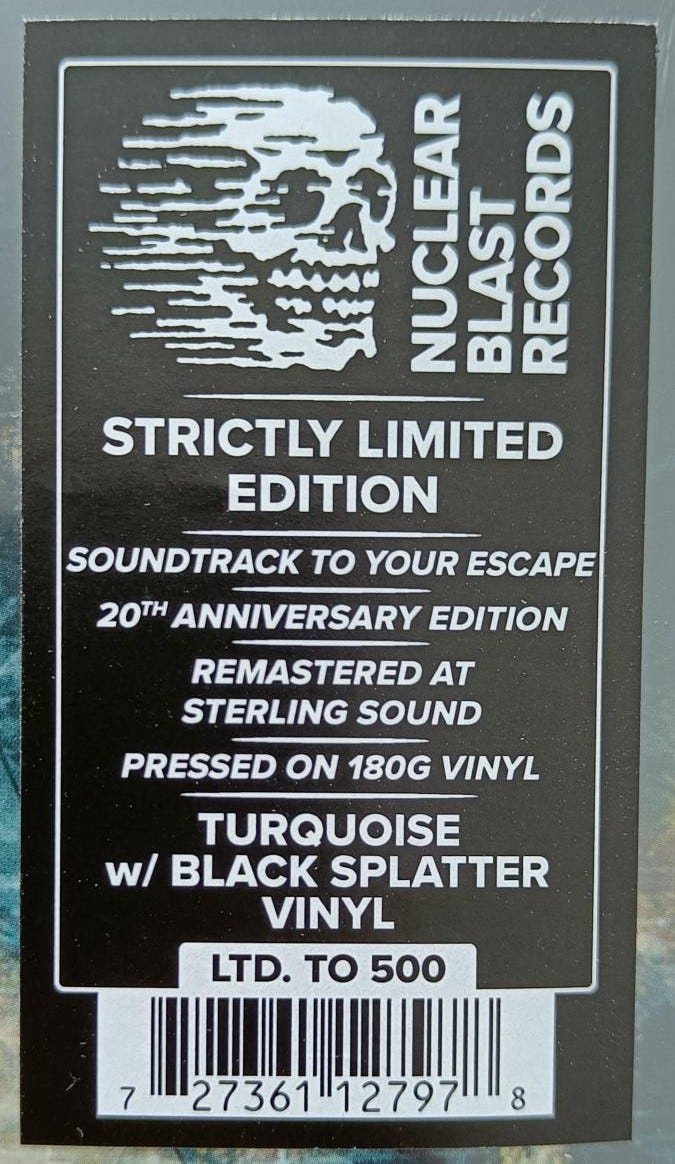 NUCLEAR
BLAST
RECORDS
STRICTLY LIMITED
EDITION
SOUNDTRACK TO YOUR ESCAPE
20TH ANNIVERSARY EDITION
REMASTERED AT
STERLING SOUND
PRESSED ON 180G VINYL
TURQUOISE
w/ BLACK SPLATTER
VINYL
LTD. TO 500
7 27361 12797 8